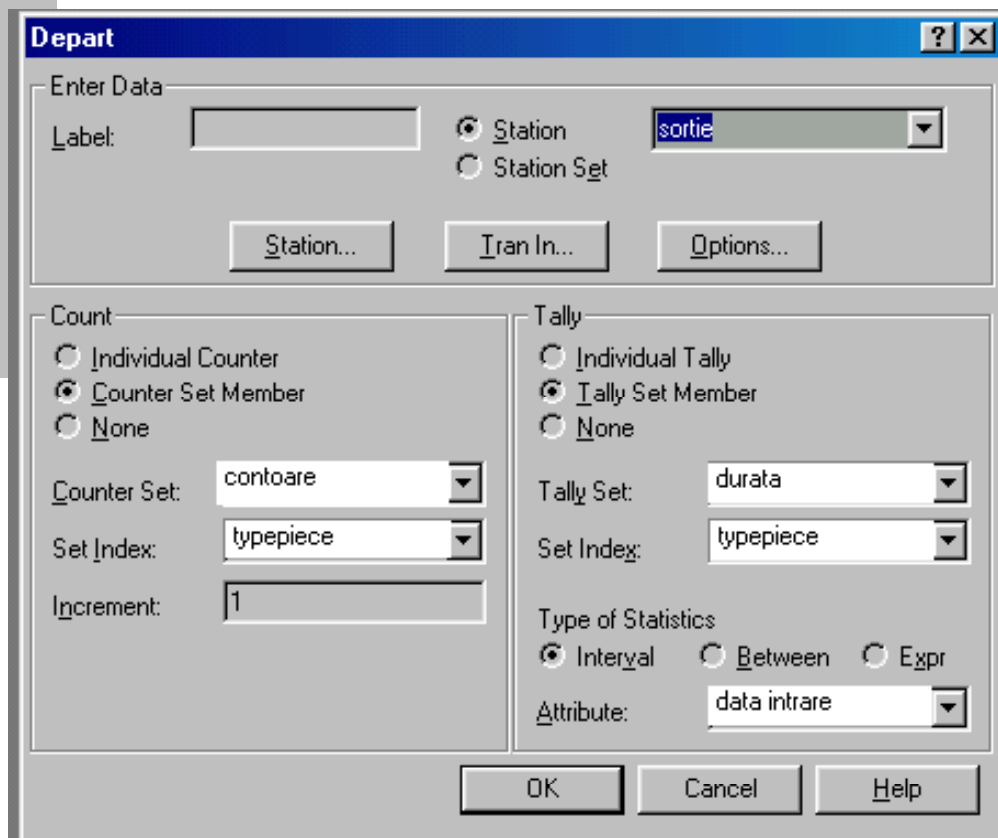 Depart
Enter Data
Label:
Station
sortie
Station Set
Station...
Tran In...
Options...
Count
Individual Counter
Counter Set Member
None
Counter Set:
contoare
Set Index:
typepiece
Increment:
1
Tally
Individual Tally
Tally Set Member
None
Tally Set:
durata
Set Index:
typepiece
Type of Statistics
Interval
Between
Expr
Attribute:
data intrare
OK
Cancel
Help